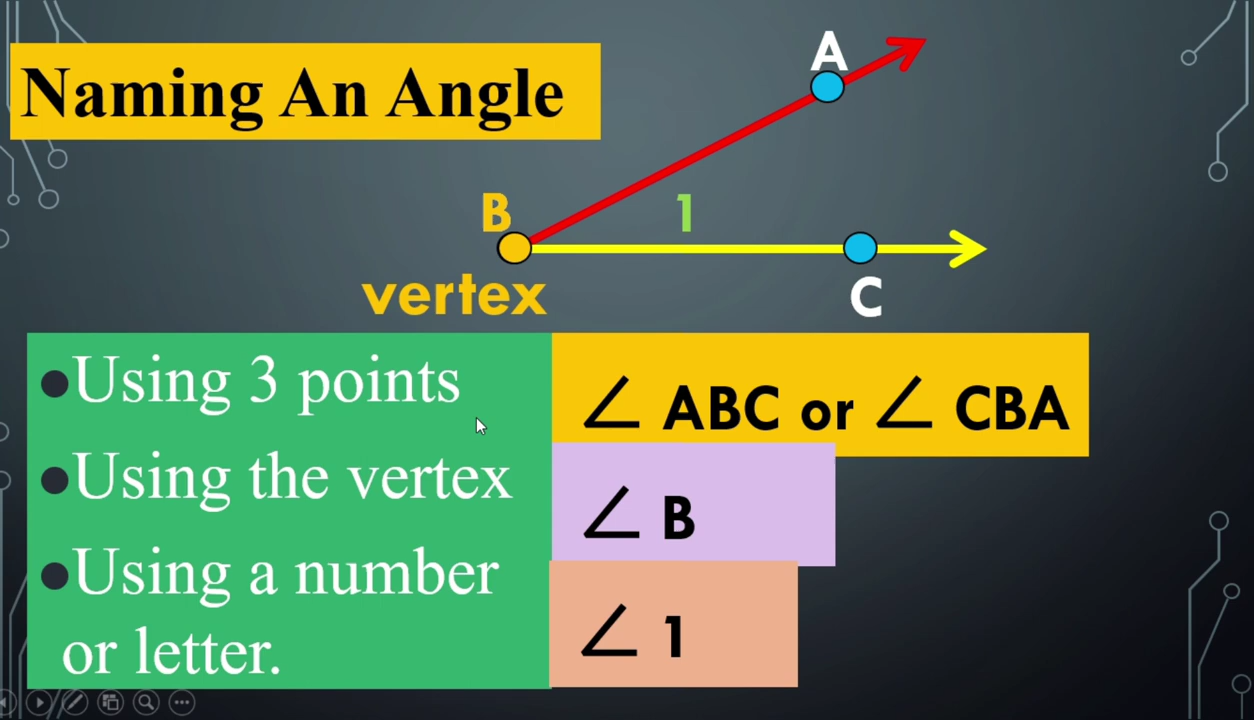 Naming An Angle
A
B
1
vertex
C
•Using 3 points
∠ ABC or ∠ CBA
•Using the vertex
∠ B
•Using a number
or letter.
∠ 1